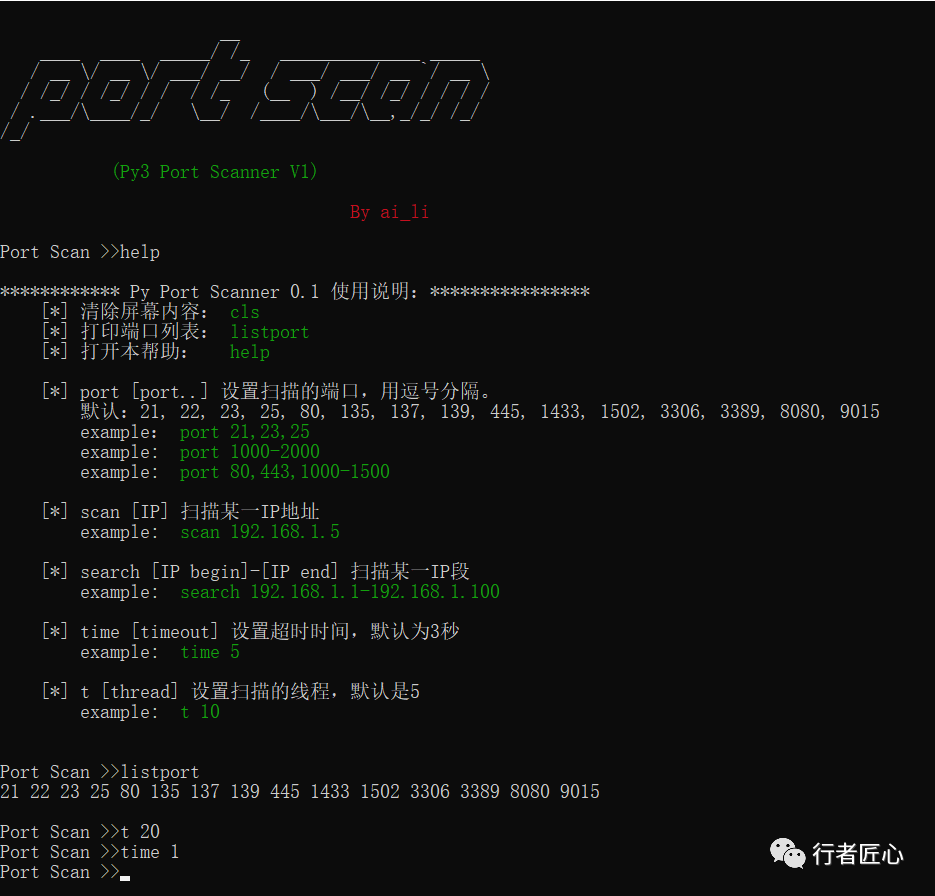 port scan
(Py3 Port Scanner V1)
By ai_li
Port Scan >>help
************ Py Port Scanner 0.1 使用说明: ****************
[*] 清除屏幕内容: cls
[*] 打印端口列表: listport
[*] 打开本帮助: help
[*] port [port..] 设置扫描的端口，用逗号分隔。
默认: 21, 22, 23, 25, 80, 135, 137, 139, 445, 1433, 1502, 3306, 3389, 8080, 9015
example: port 21,23,25
example: port 1000-2000
example: port 80,443,1000-1500
[*] scan [IP] 扫描某一IP地址
example: scan 192.168.1.5
[*] search [IP begin]-[IP end] 扫描某一IP段
example: search 192.168.1.1-192.168.1.100
[*] time [timeout] 设置超时时间，默认为3秒
example: time 5
[*] t [thread] 设置扫描的线程，默认是5
example: t 10
Port Scan >>listport
21 22 23 25 80 135 137 139 445 1433 1502 3306 3389 8080 9015
Port Scan >>t 20
Port Scan >>time 1
Port Scan >>
行者匠心